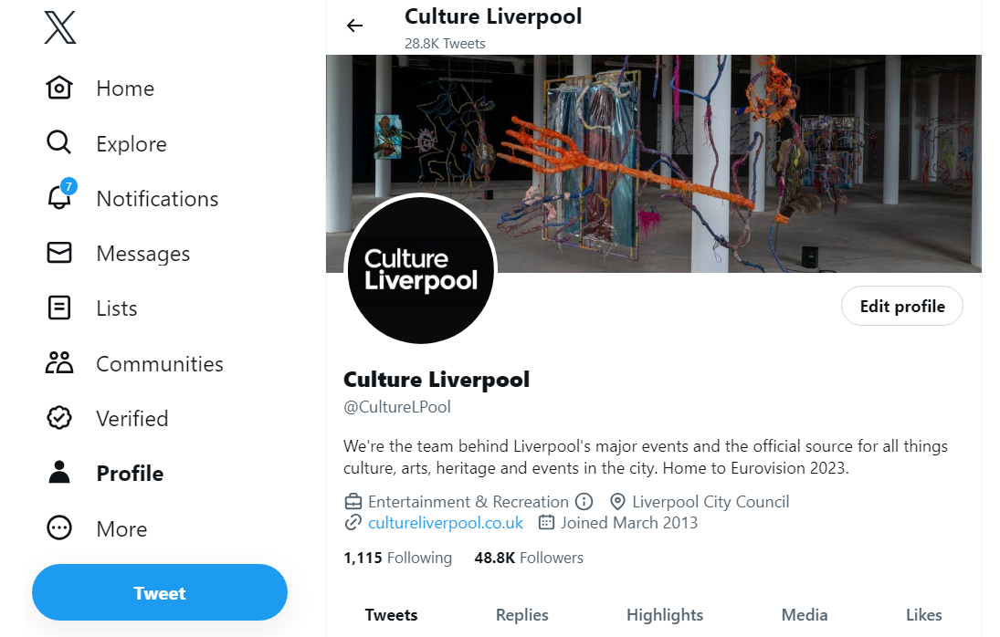 Home
Explore
7
Notifications
Messages
Lists
Communities
Verified
Profile
More
Tweet
Culture Liverpool
28.8K Tweets
Culture
Liverpool
Edit profile
Culture Liverpool
@CultureLPool
We're the team behind Liverpool's major events and the official source for all things
culture, arts, heritage and events in the city. Home to Eurovision 2023.
Entertainment & Recreation Liverpool City Council
cultureliverpool.co.uk Joined March 2013
1,115 Following 48.8K Followers
Tweets Replies Highlights Media Likes